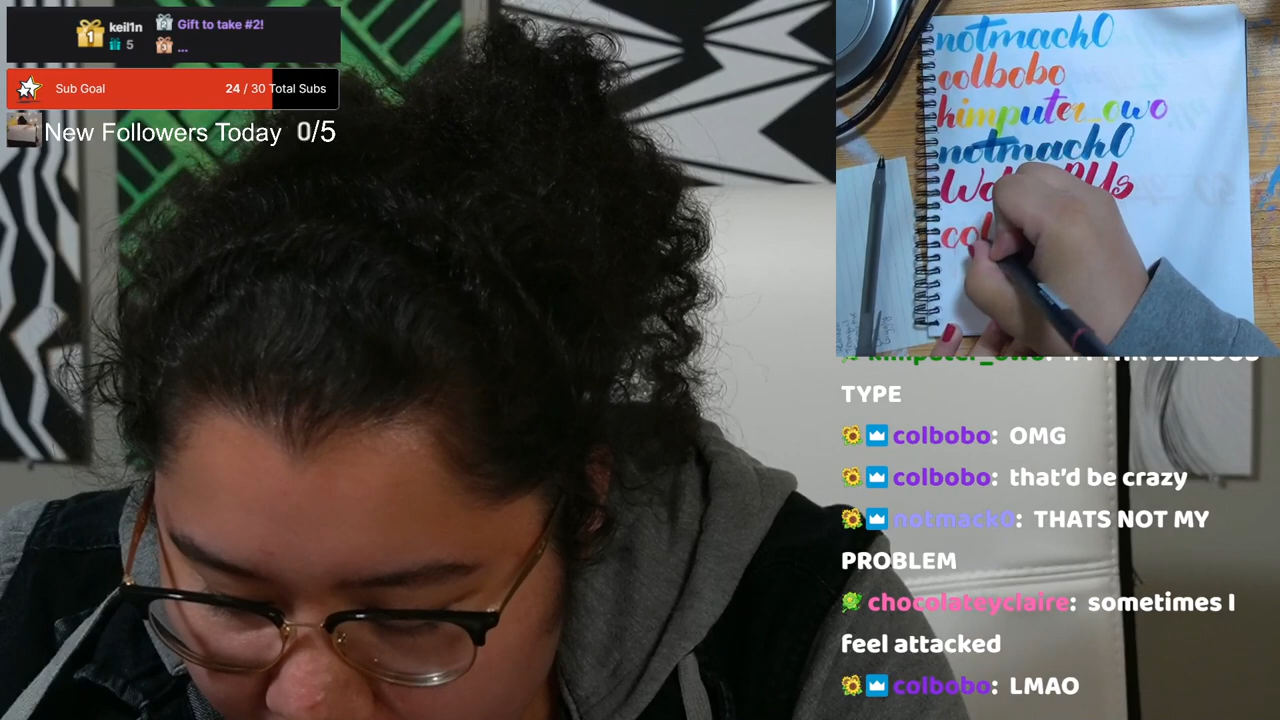 keil1n
5
Gift to take #2!
...
Sub Goal
24 / 30 Total Subs
New Followers Today 0/5
notmack0
colbobo
kimputer_owo
notmack0
col
TYPE
colbobo: OMG
colbobo: that'd be crazy
notmack0: THATS NOT MY
PROBLEM
chocolateyclaire: sometimes I
feel attacked
colbobo: LMAO